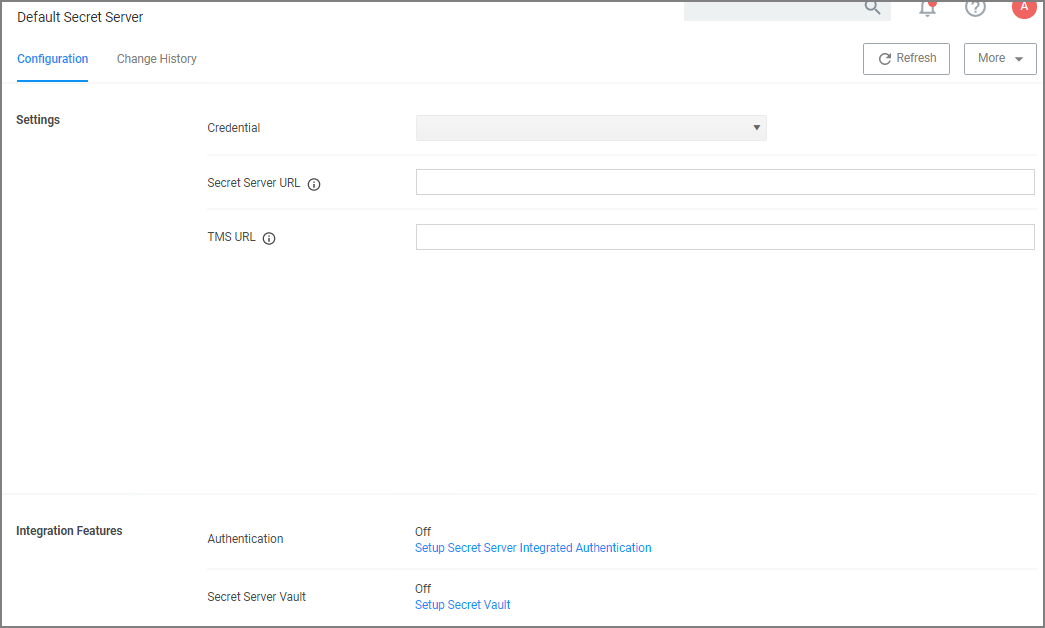 Default Secret Server
A
Configuration
Change History
Refresh
More
Settings
Credential
Secret Server URL
TMS URL
Integration Features
Authentication
Off
Setup Secret Server Integrated Authentication
Secret Server Vault
Off
Setup Secret Vault